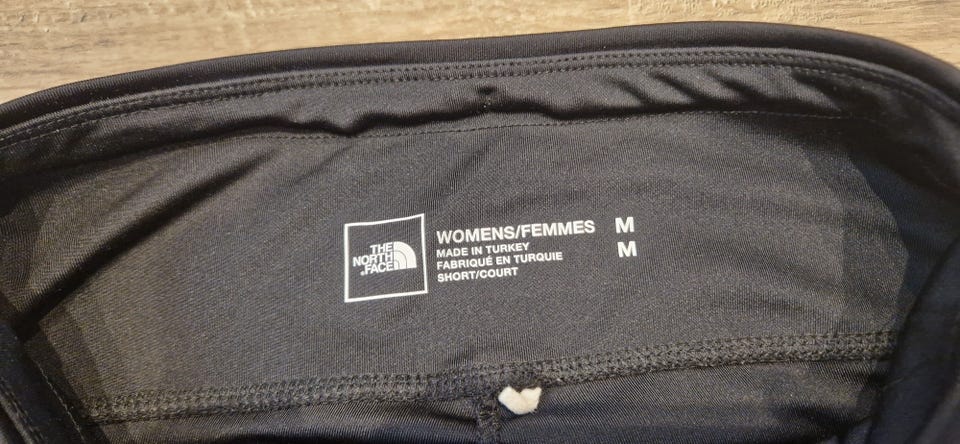 THE
NORTH
FACE
WOMENS/FEMMES M
MADE IN TURKEY M
FABRIQUÉ EN TURQUIE
SHORT/COURT